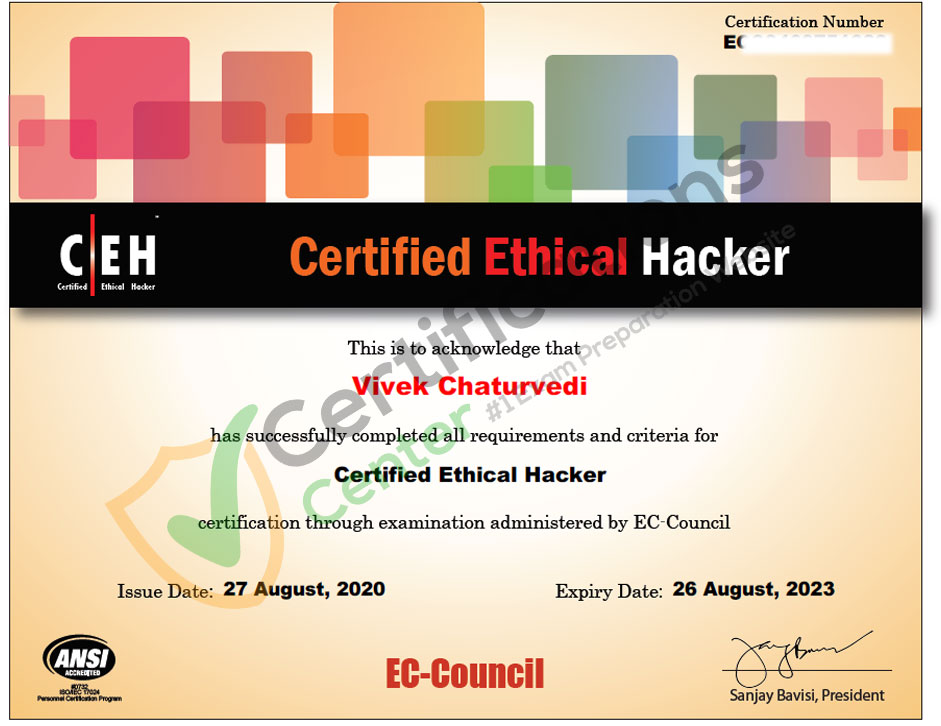 Certification Number
EC
CEH
™
Certified Ethical Hacker
Certified Ethical Hacker
This is to acknowledge that
Vivek Chaturvedi
has successfully completed all requirements and criteria for
Certified Ethical Hacker
certification through examination administered by EC-Council
Issue Date: 27 August, 2020
Expiry Date: 26 August, 2023
ANSI
ACCREDITED
#0732
ISO/IEC 17024
Personnel Certification Program
EC-Council
Sanjay Bavisi, President
Certifications
Center
#1 Exam Preparation Website